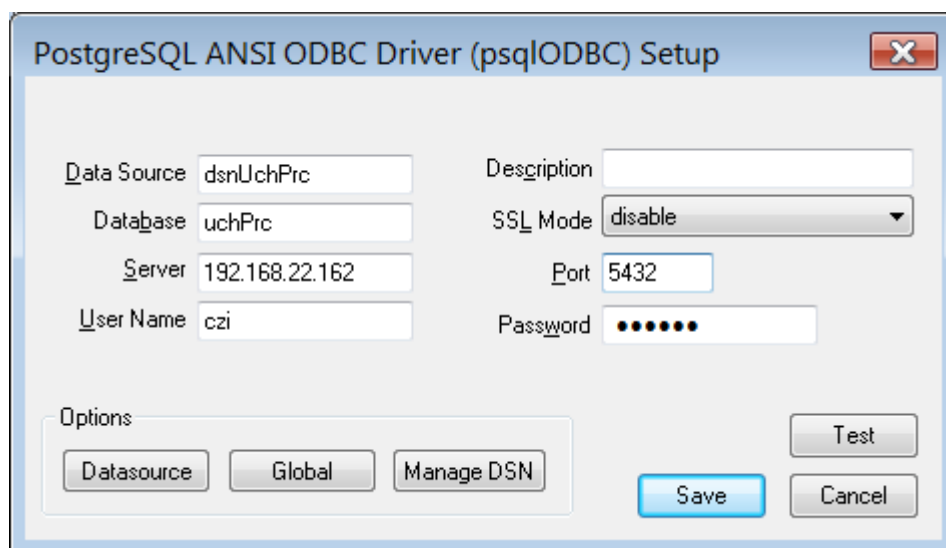 PostgreSQL ANSI ODBC Driver (psqlODBC) Setup
Data Source dsnUchPrc
Description
Database uchPrc
SSL Mode disable
Server 192.168.22.162
Port 5432
User Name czi
Password ●●●●●●
Options
Datasource Global Manage DSN
Test
Save Cancel